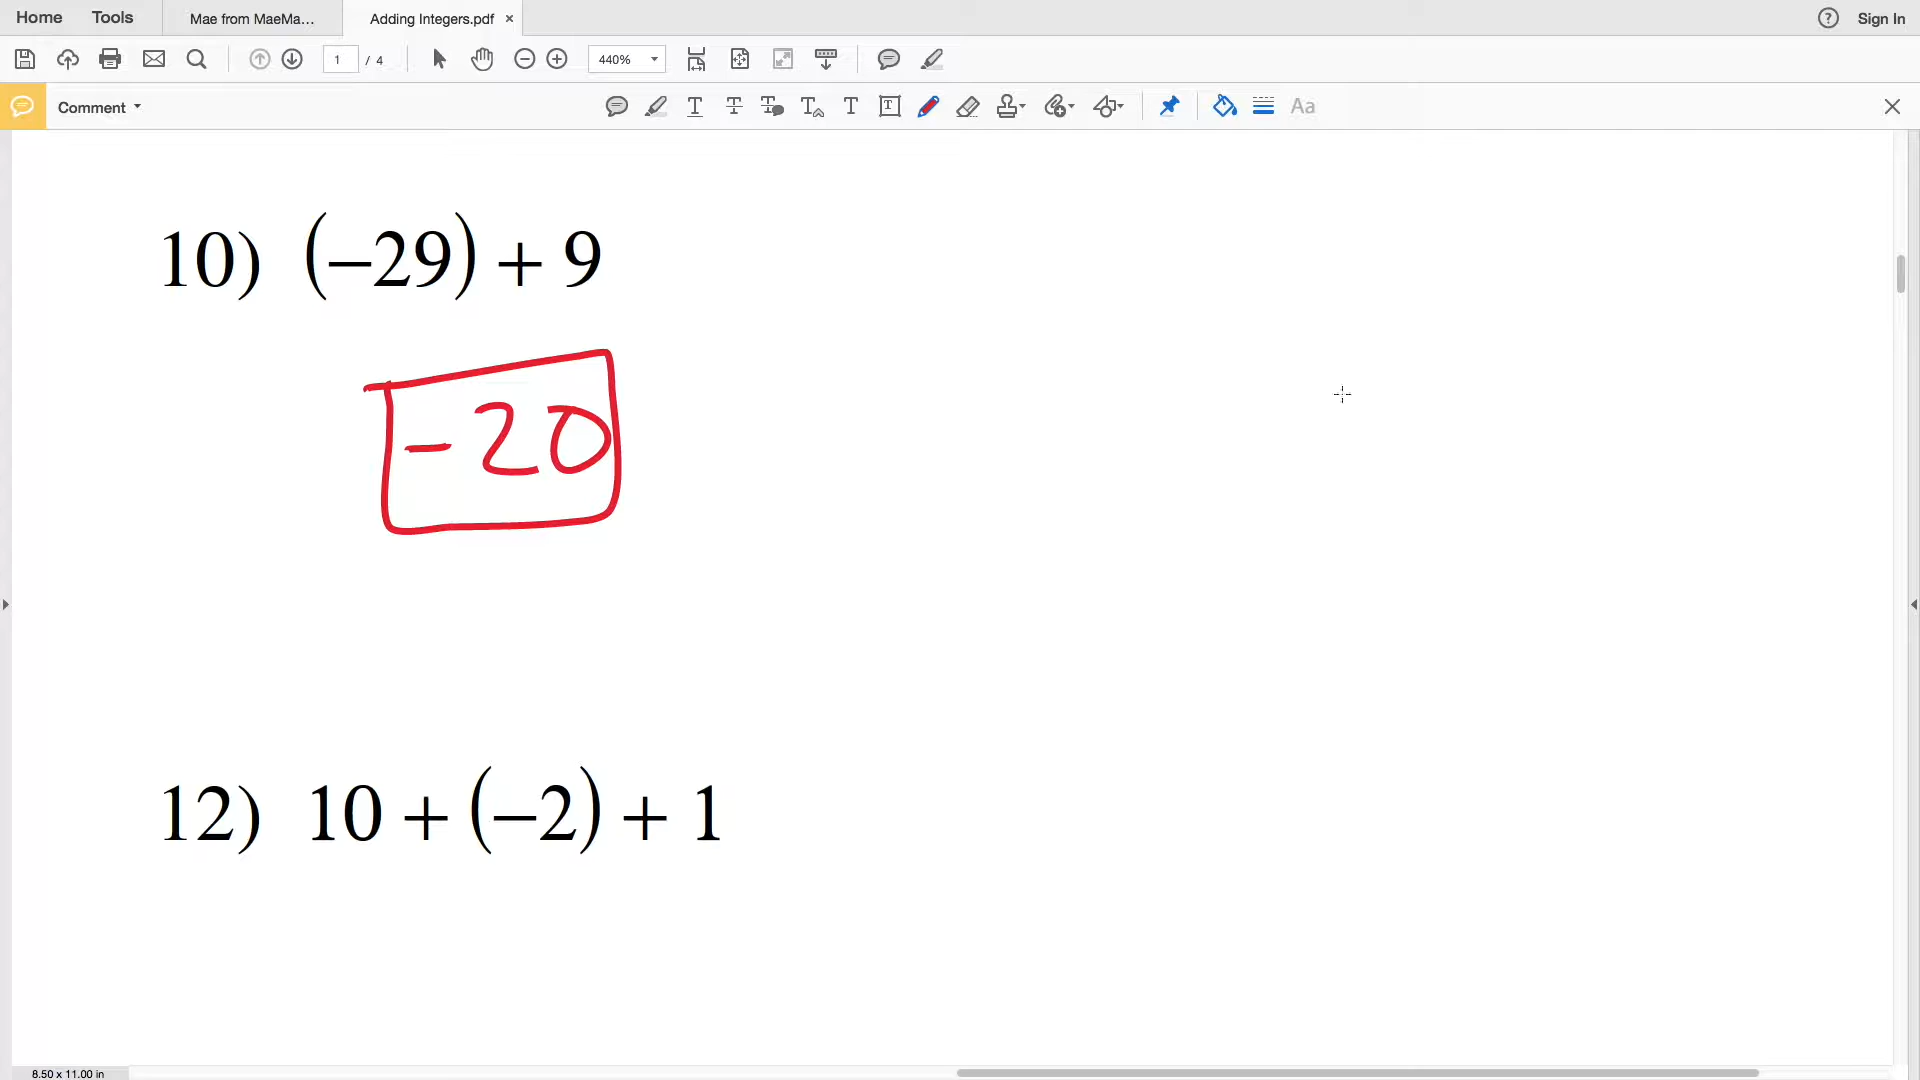 Home Tools Mae from MaeMa... Adding Integers.pdf × ? Sign In
1 / 4 440%
Comment T T T T T T Aa
10) (−29) + 9
-20
12) 10 + (−2) + 1
8.50 x 11.00 in